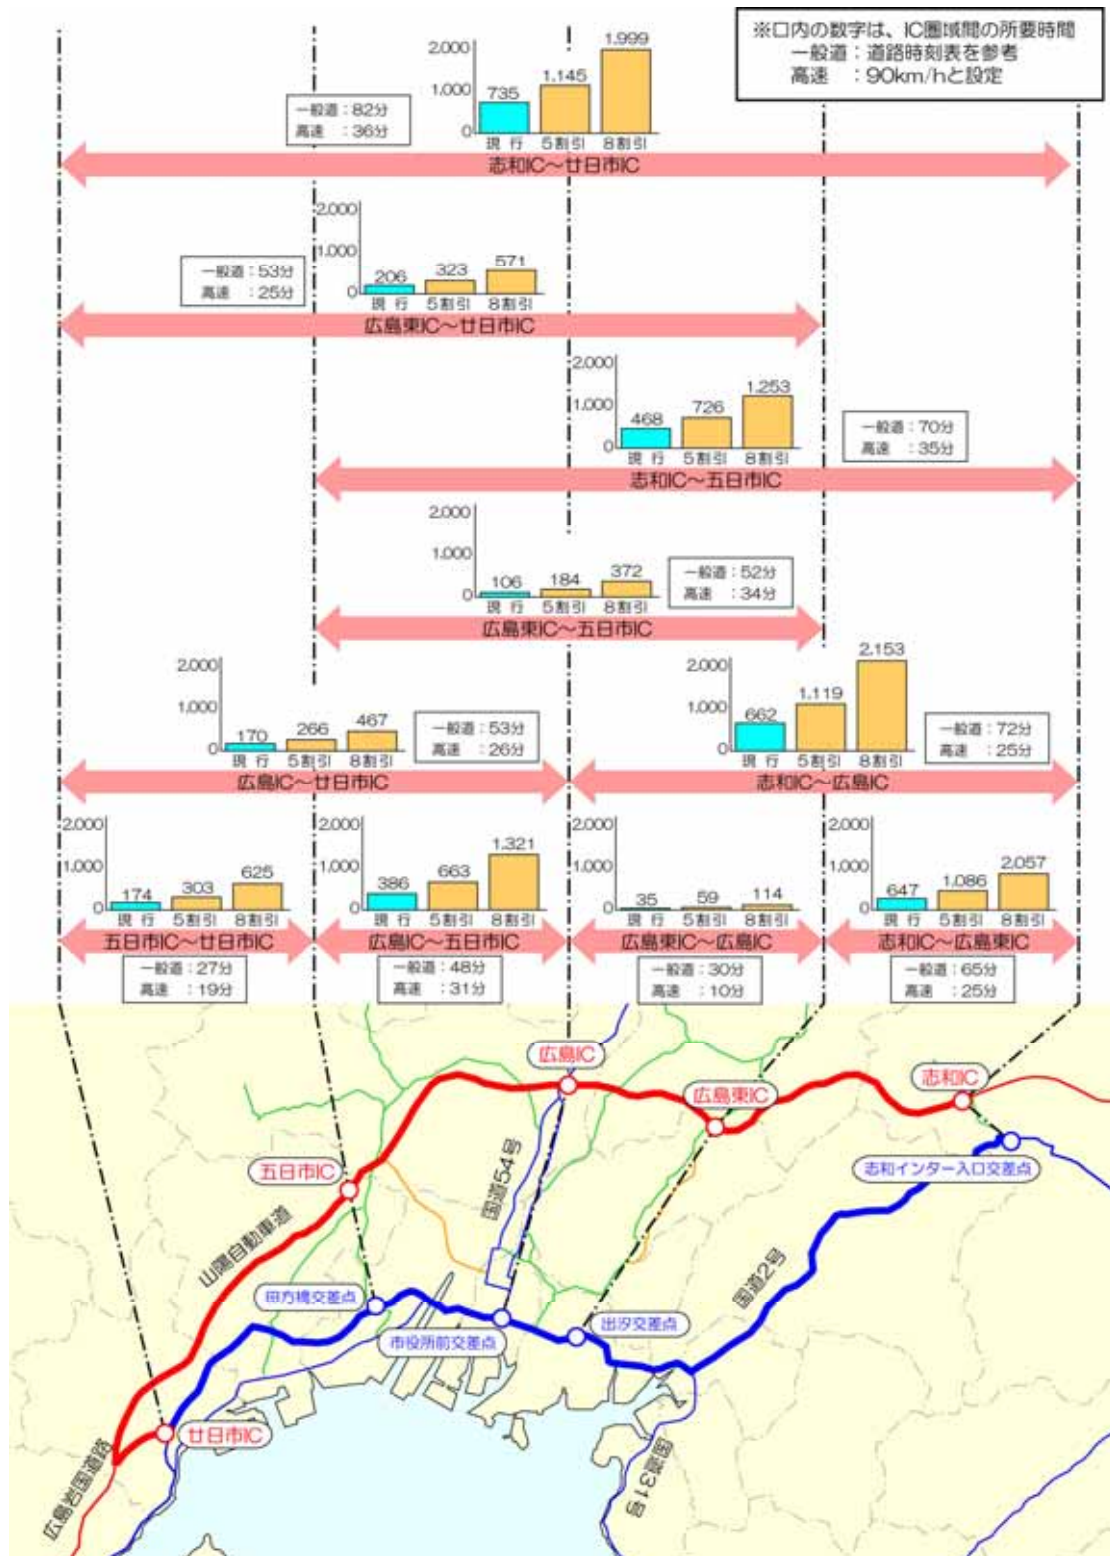 ※口内の数字は、IC圏域間の所要時間
一般道：道路時刻表を参考
高速　：90km/hと設定
2,000
1,000
0
735
1,145
1,999
現行
5割引
8割引
一般道：82分
高速　：36分
志和IC～廿日市IC
2,000
1,000
0
206
323
571
現行
5割引
8割引
一般道：53分
高速　：25分
広島東IC～廿日市IC
2,000
1,000
0
468
726
1,253
現行
5割引
8割引
一般道：70分
高速　：35分
志和IC～五日市IC
2,000
1,000
0
106
184
372
現行
5割引
8割引
一般道：52分
高速　：34分
広島東IC～五日市IC
2,000
1,000
0
170
266
467
現行
5割引
8割引
一般道：53分
高速　：26分
広島IC～廿日市IC
2,000
1,000
0
662
1,119
2,153
現行
5割引
8割引
一般道：72分
高速　：25分
志和IC～広島IC
2,000
1,000
0
174
303
625
現行
5割引
8割引
五日市IC～廿日市IC
一般道：27分
高速　：19分
2,000
1,000
0
386
663
1,321
現行
5割引
8割引
広島IC～五日市IC
一般道：48分
高速　：31分
2,000
1,000
0
35
59
114
現行
5割引
8割引
広島東IC～広島IC
一般道：30分
高速　：10分
2,000
1,000
0
647
1,086
2,057
現行
5割引
8割引
志和IC～広島東IC
一般道：65分
高速　：25分
広島IC
志和IC
広島東IC
志和インター入口交差点
五日市IC
国道54号
山陽自動車道
国道2号
田方橋交差点
出汐交差点
市役所前交差点
廿日市IC
国道31号
広島岩国道路